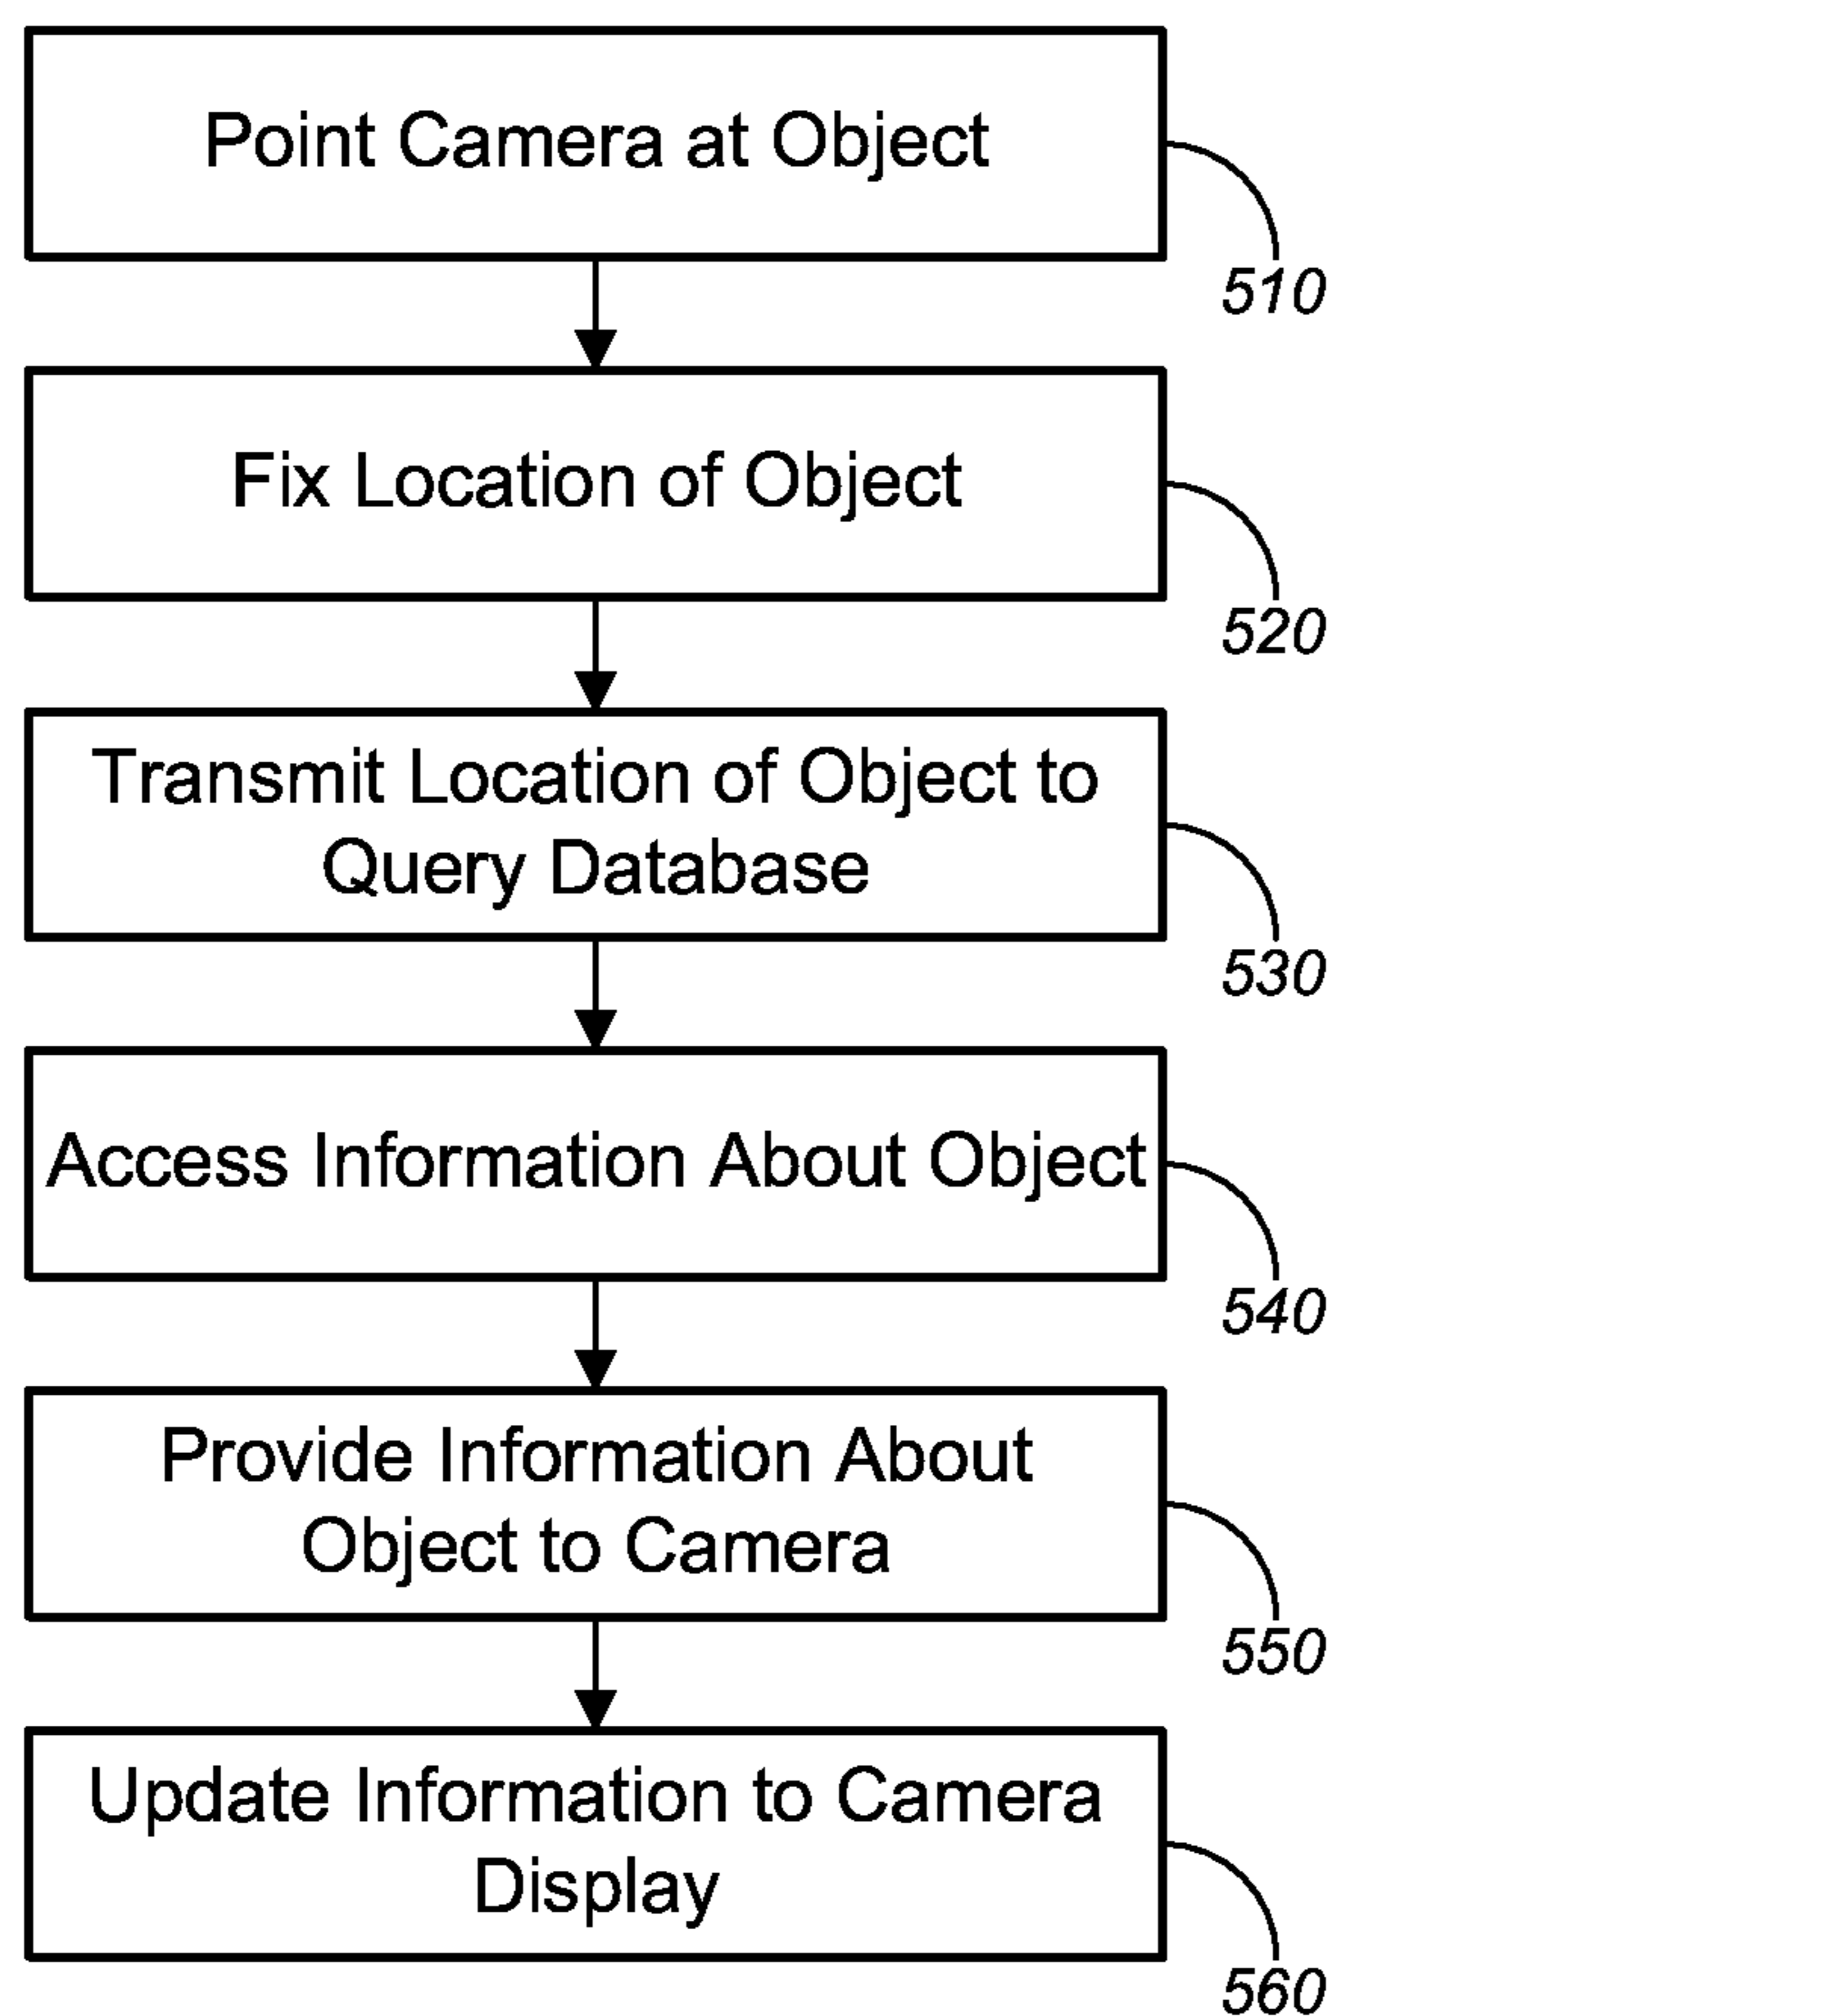 Point Camera at Object
510
Fix Location of Object
520
Transmit Location of Object to
Query Database
530
Access Information About Object
540
Provide Information About
Object to Camera
550
Update Information to Camera
Display
560